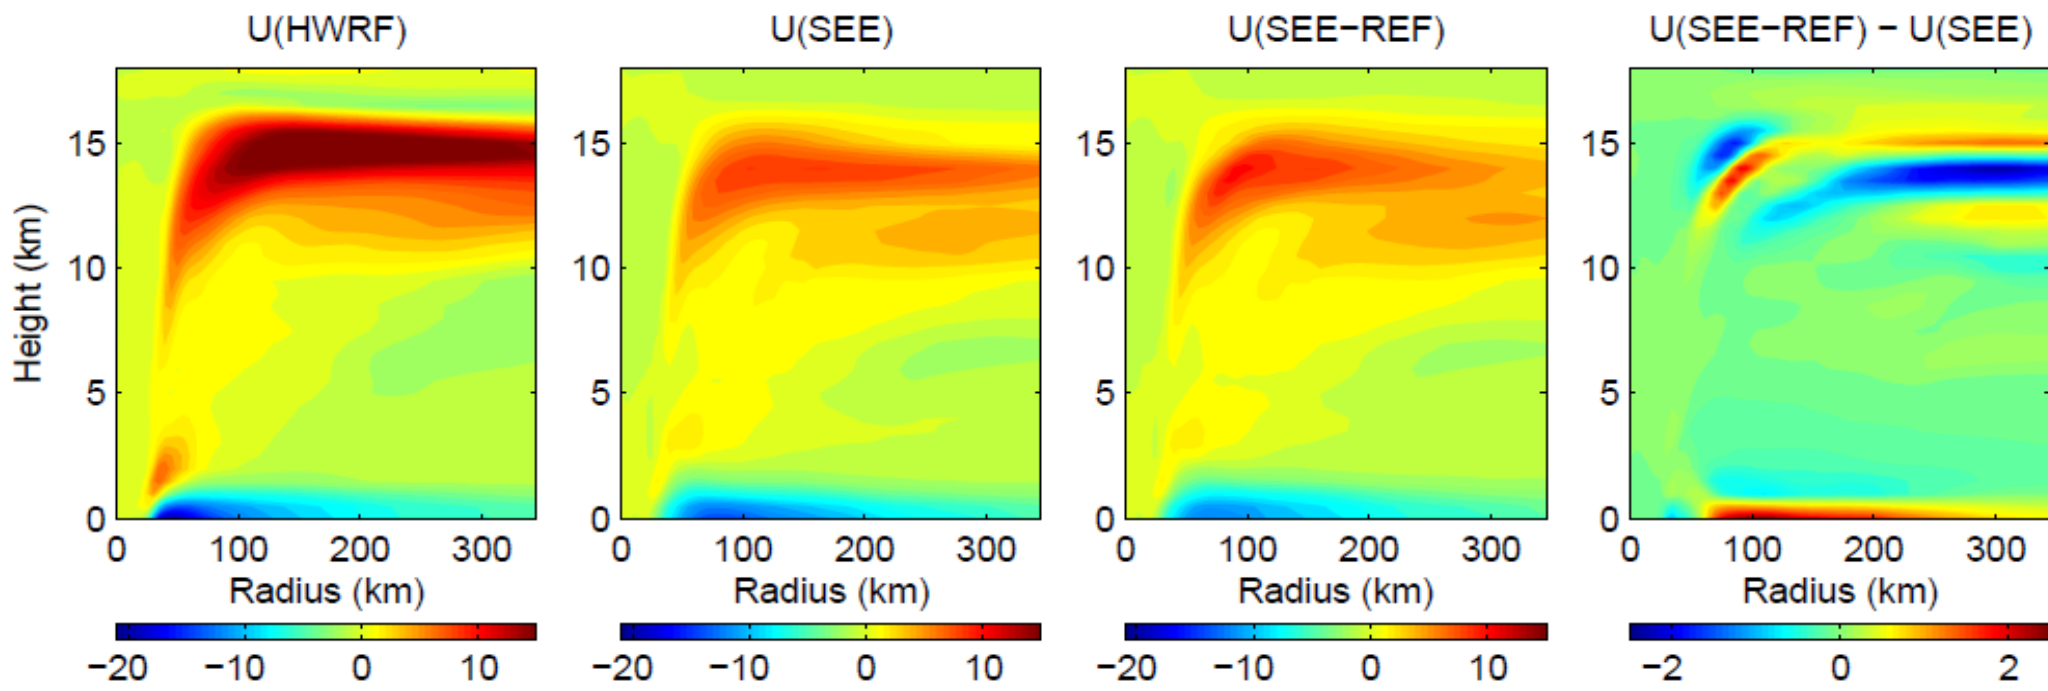 U(HWRF)
U(SEE)
U(SEE−REF)
U(SEE−REF) − U(SEE)
Height (km)
15
10
5
0
15
10
5
0
15
10
5
0
15
10
5
0
0 100 200 300
0 100 200 300
0 100 200 300
0 100 200 300
Radius (km)
Radius (km)
Radius (km)
Radius (km)
−20 −10 0 10
−20 −10 0 10
−20 −10 0 10
−2 0 2